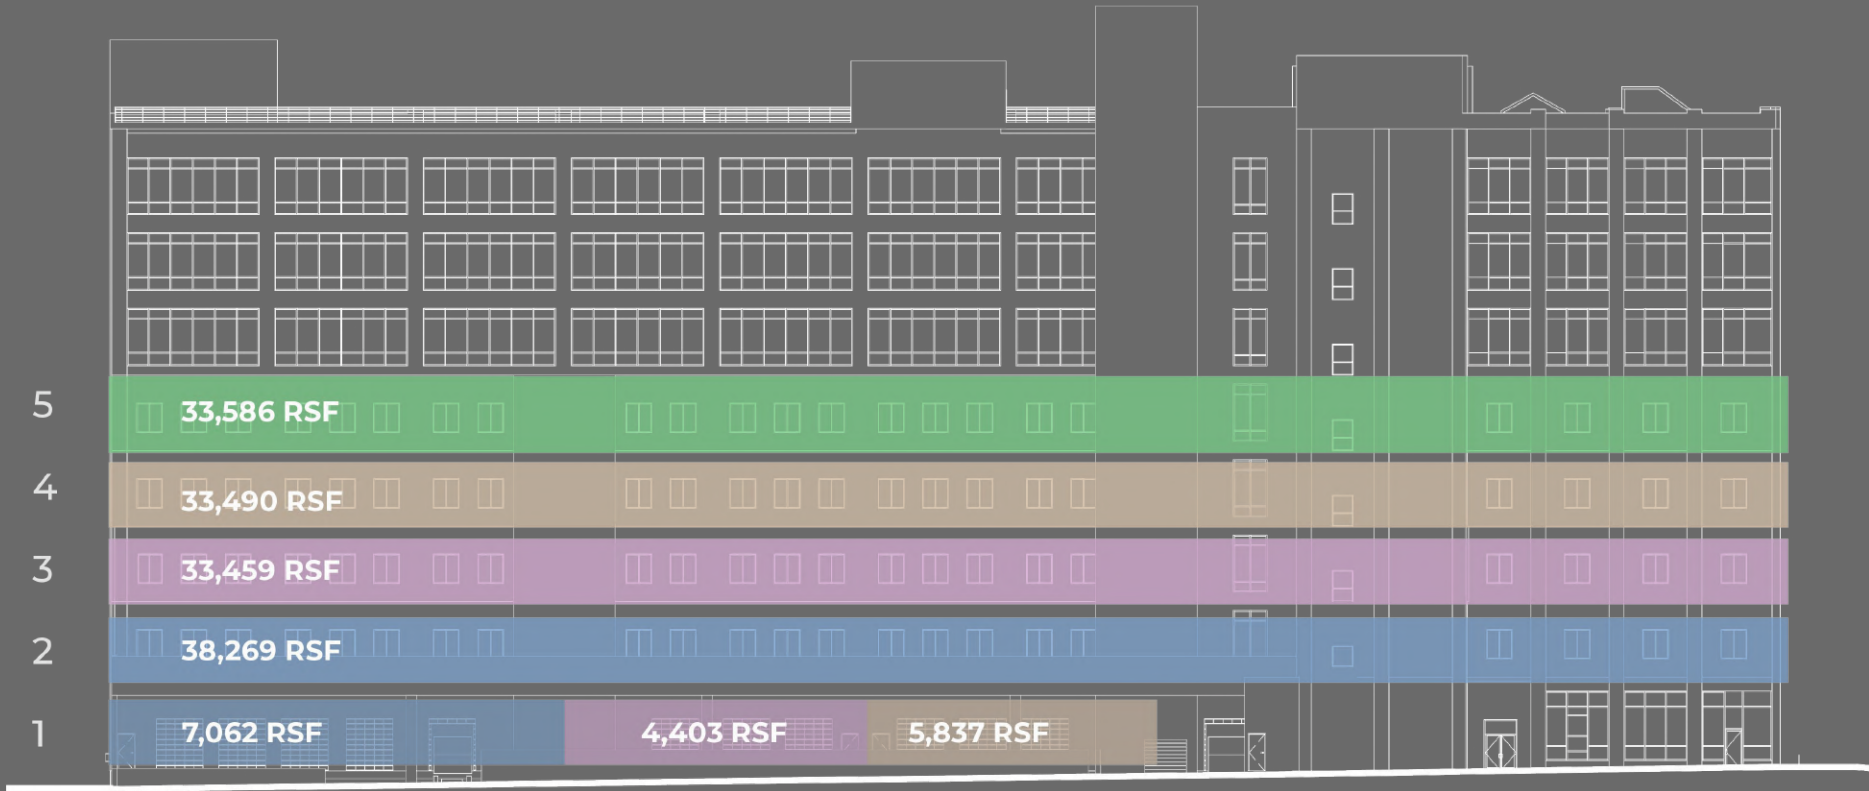 5 33,586 RSF
4 33,490 RSF
3 33,459 RSF
2 38,269 RSF
1 7,062 RSF 4,403 RSF 5,837 RSF